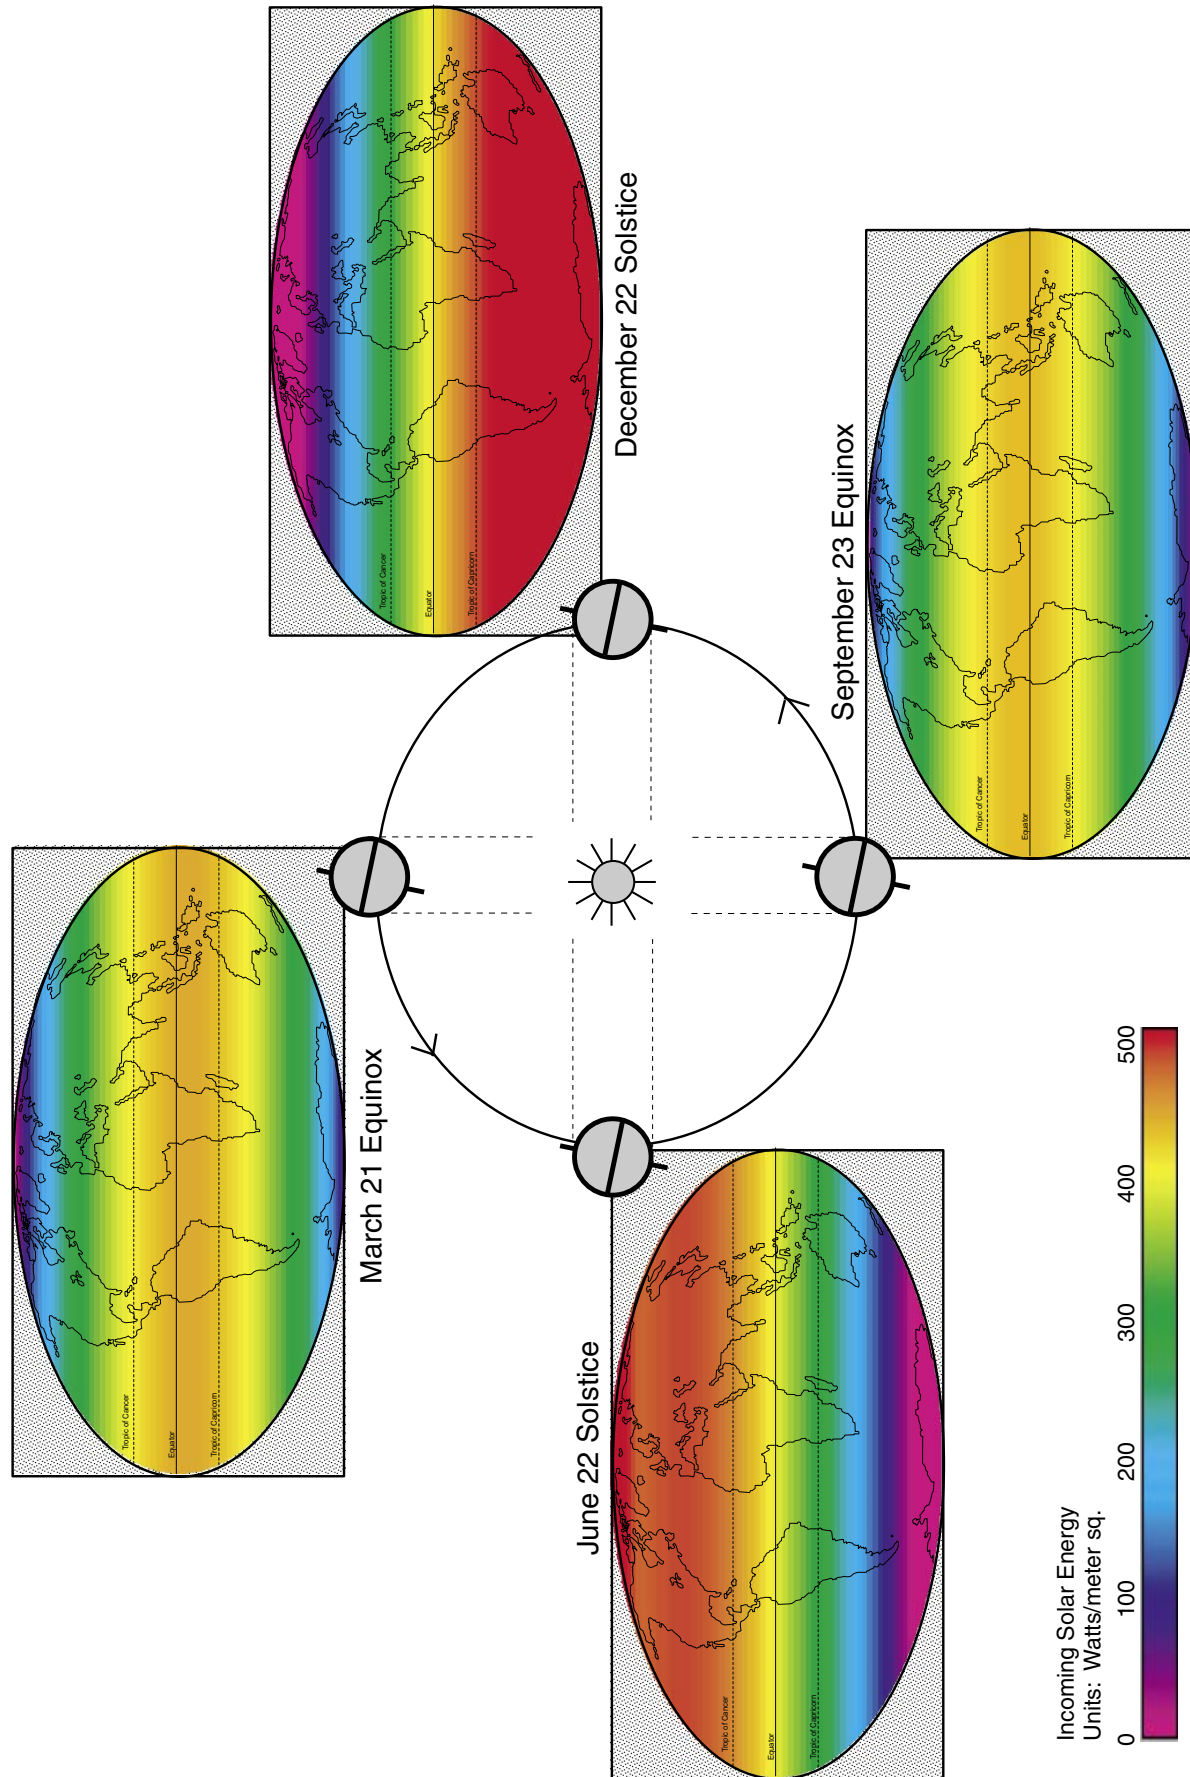 Tropic of Cancer
Equator
Tropic of Capricorn
March 21 Equinox
Tropic of Cancer
Equator
Tropic of Capricorn
December 22 Solstice
June 22 Solstice
Tropic of Cancer
Equator
Tropic of Capricorn
September 23 Equinox
Tropic of Cancer
Equator
Tropic of Capricorn
Incoming Solar Energy
Units: Watts/meter sq.
0 100 200 300 400 500